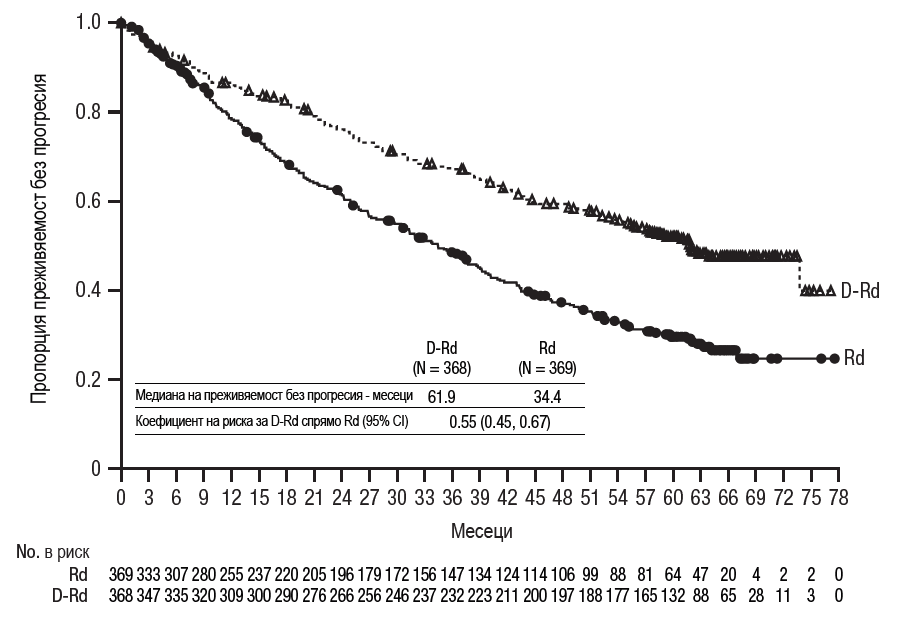 Пропорция преживяемост без прогресия
1.0
0.8
0.6
0.4
0.2
0
D-Rd
Rd
D-Rd Rd
(N = 368) (N = 369)
Медиана на преживяемост без прогресия - месеци 61.9 34.4
Коефициент на риска за D-Rd спрямо Rd (95% CI) 0.55 (0.45, 0.67)
0 3 6 9 12 15 18 21 24 27 30 33 36 39 42 45 48 51 54 57 60 63 66 69 72 75 78
Месеци
No. в риск
Rd 369 333 307 280 255 237 220 205 196 179 172 156 147 134 124 114 106 99 88 81 64 47 20 4 2 2 0
D-Rd 368 347 335 320 309 300 290 276 266 256 246 237 232 223 211 200 197 188 177 165 132 88 65 28 11 3 0